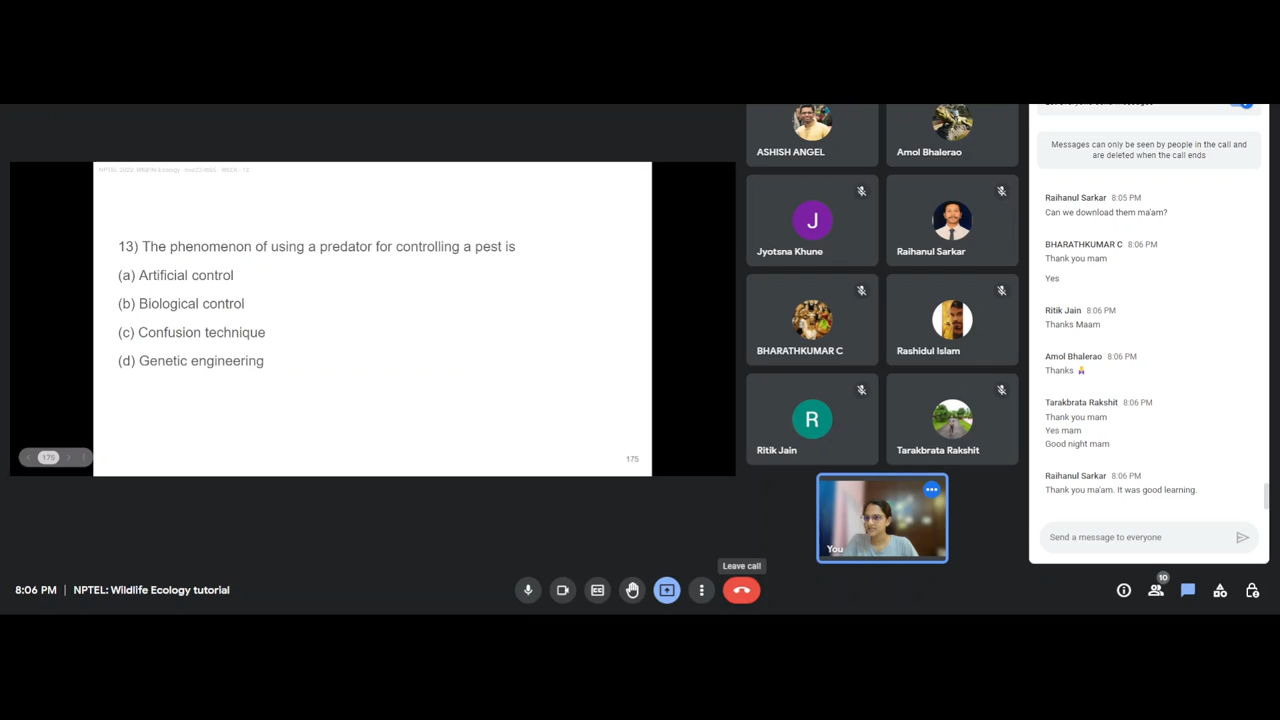 Messages can only be seen by people in the call and
are deleted when the call ends
13) The phenomenon of using a predator for controlling a pest is
(a) Artificial control
(b) Biological control
(c) Confusion technique
(d) Genetic engineering
175
175
ASHISH ANGEL
Amol Bhalerao
J
Jyotsna Khune
Raihanul Sarkar
BHARATHKUMAR C
Rashidul Islam
R
Ritik Jain
Tarakbrata Rakshit
You
Raihanul Sarkar 8:05 PM
Can we download them ma'am?
BHARATHKUMAR C 8:06 PM
Thank you mam
Yes
Ritik Jain 8:06 PM
Thanks Maam
Amol Bhalerao 8:06 PM
Thanks 🙏
Tarakbrata Rakshit 8:06 PM
Thank you mam
Yes mam
Good night mam
Raihanul Sarkar 8:06 PM
Thank you ma'am. It was good learning.
Send a message to everyone
Leave call
8:06 PM | NPTEL: Wildlife Ecology tutorial
10